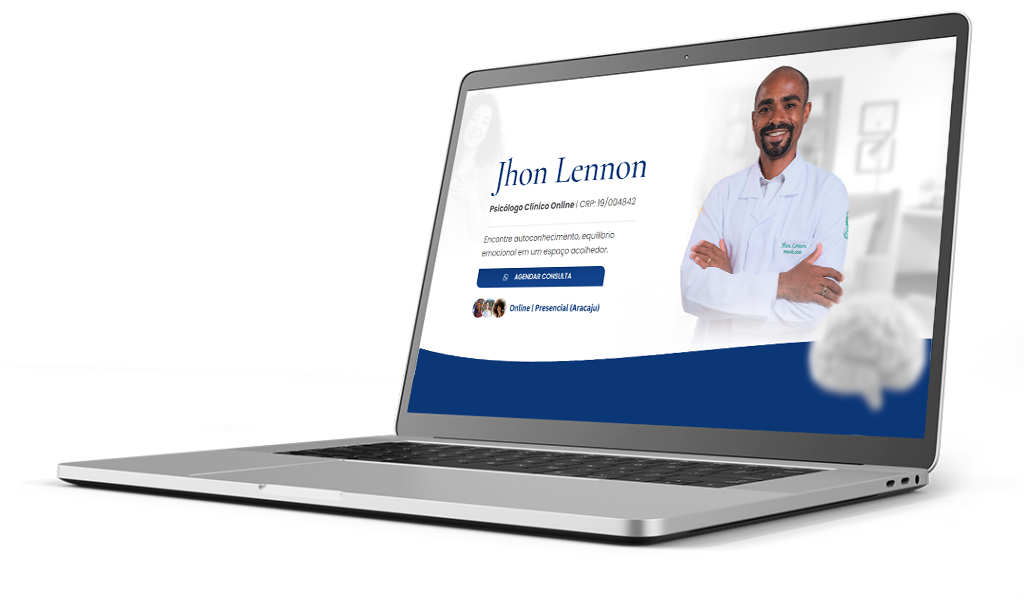 Jhon Lennon
Psicólogo Clínico Online | CRP: 19/004842
Encontre autoconhecimento, equilíbrio
emocional em um espaço acolhedor.
AGENDAR CONSULTA
Online | Presencial (Aracaju)
Jhon Lennon